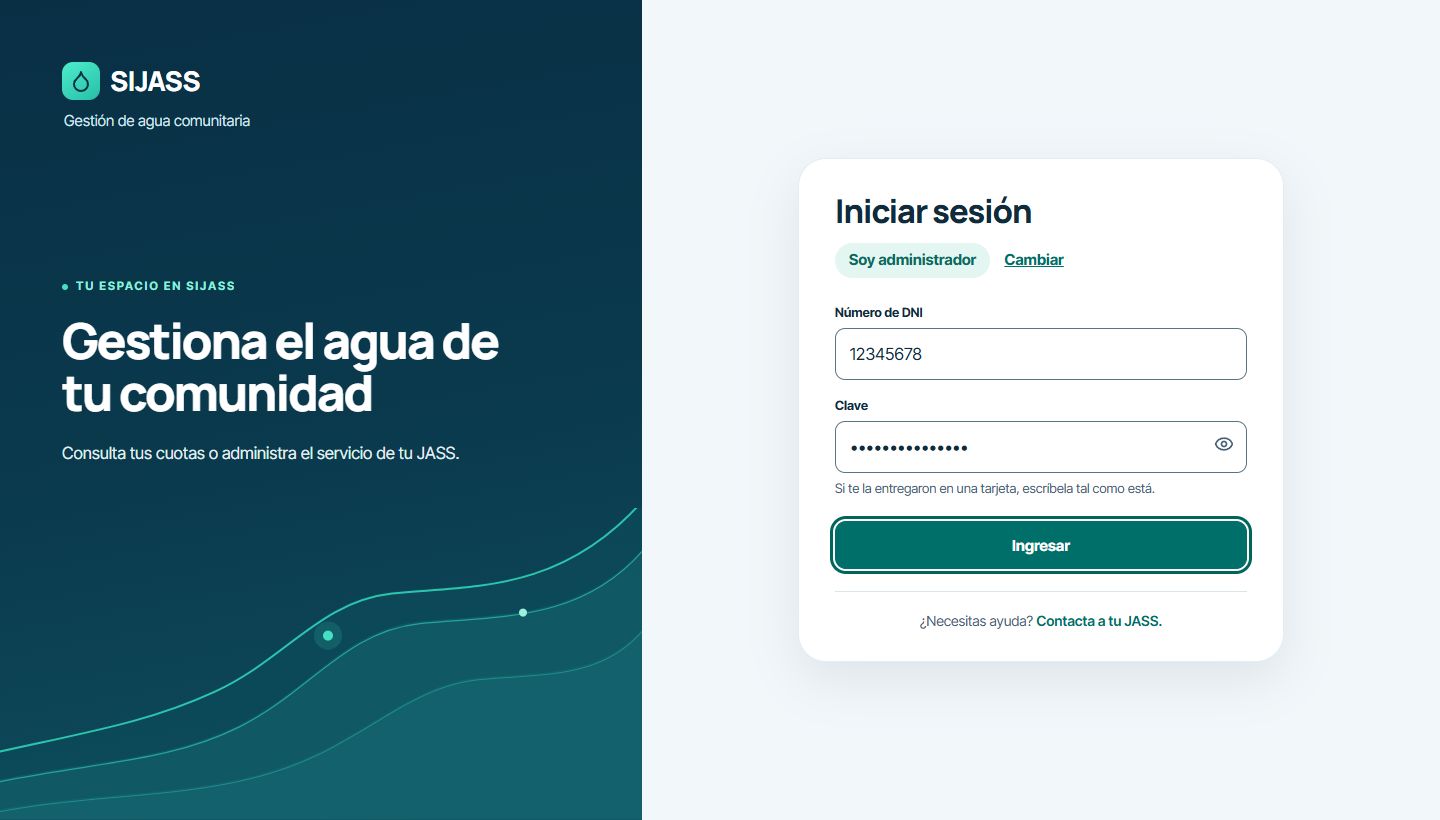 SIJASS
Gestión de agua comunitaria
TU ESPACIO EN SIJASS
Gestiona el agua de
tu comunidad
Consulta tus cuotas o administra el servicio de tu JASS.
Iniciar sesión
Soy administrador Cambiar
Número de DNI
12345678
Clave
•••••••••••••••
Si te la entregaron en una tarjeta, escríbela tal como está.
Ingresar
¿Necesitas ayuda? Contacta a tu JASS.